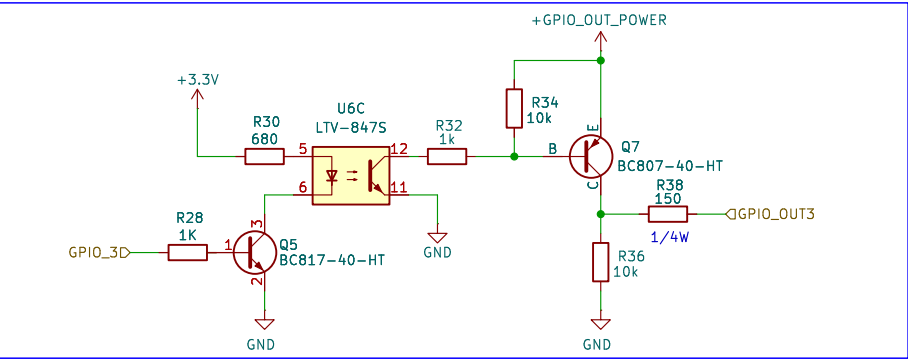 +GPIO_OUT_POWER
+3.3V
U6C
LTV-847S
R30
680
R32
1k
R34
10k
E
B
C
Q7
BC807-40-HT
5
6
12
11
R38
150
GPIO_OUT3
1/4W
R28
1K
GPIO_3
1
3
2
Q5
BC817-40-HT
GND
R36
10k
GND
GND